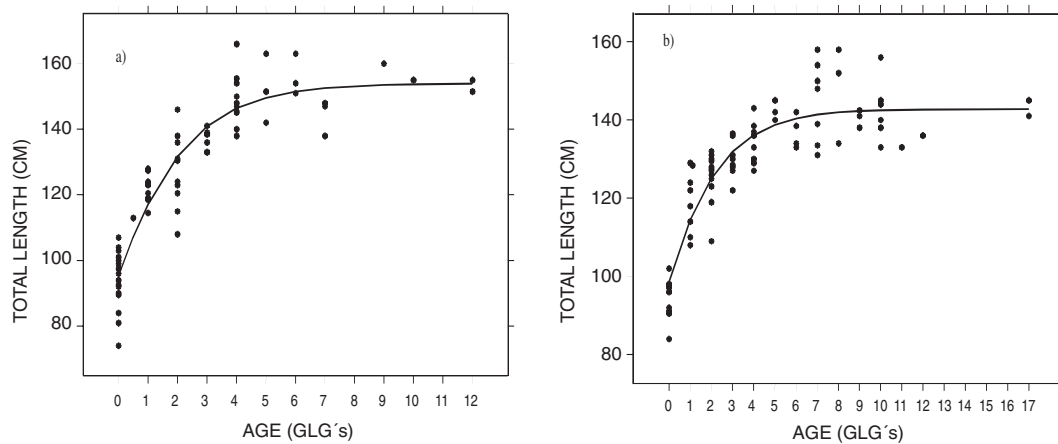 a)
160
140
120
100
80
TOTAL LENGTH (CM)
0 1 2 3 4 5 6 7 8 9 10 11 12
AGE (GLG´s)
b)
160
140
120
100
80
TOTAL LENGTH (CM)
0 1 2 3 4 5 6 7 8 9 10 11 12 13 14 15 16 17
AGE (GLG´s)